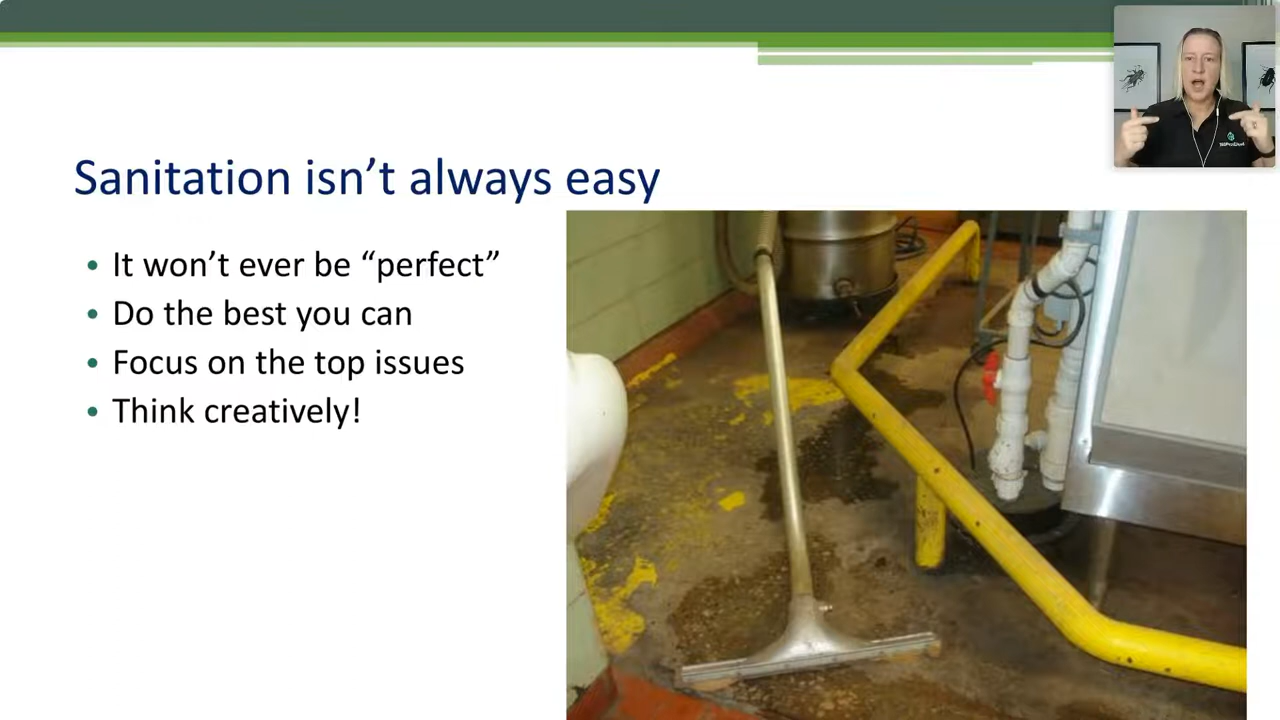 Sanitation isn’t always easy
• It won’t ever be “perfect”
• Do the best you can
• Focus on the top issues
• Think creatively!